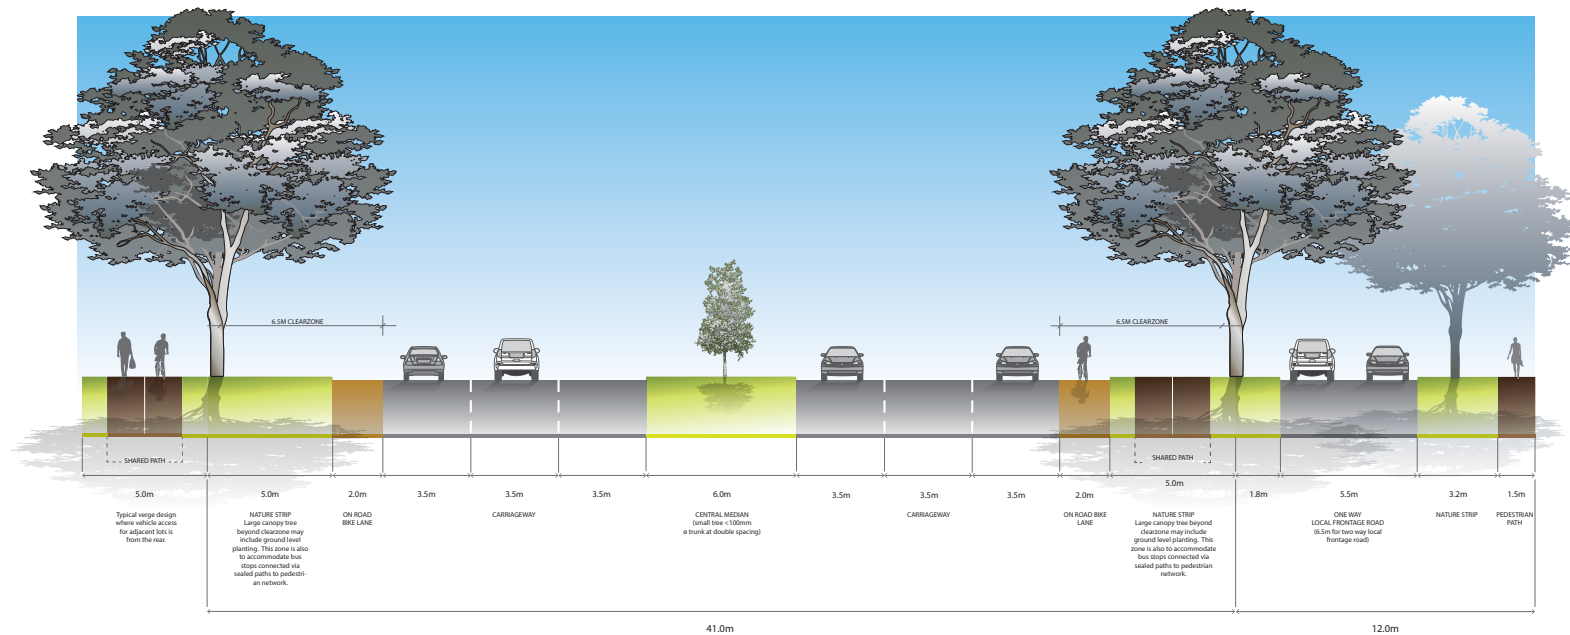 6.5M CLEARZONE
6.5M CLEARZONE
SHARED PATH
SHARED PATH
5.0m
5.0m
2.0m
3.5m
3.5m
3.5m
6.0m
3.5m
3.5m
3.5m
2.0m
5.0m
1.8m
5.5m
3.2m
1.5m
Typical verge design
where vehicle access
for adjacent lots is
from the rear.
NATURE STRIP
Large canopy tree
beyond clearzone may
include ground level
planting. This zone is also
to accommodate bus
stops connected via
sealed paths to pedestri-
an network.
ON ROAD
BIKE LANE
CARRIAGEWAY
CENTRAL MEDIAN
(small tree <100mm
ø trunk at double spacing)
CARRIAGEWAY
ON ROAD BIKE
LANE
NATURE STRIP
Large canopy tree beyond
clearzone may include
ground level planting. This
zone is also to accommodate
bus stops connected via
sealed paths to pedestrian
network.
ONE WAY
LOCAL FRONTAGE ROAD
(6.5m for two way local
frontage road)
NATURE STRIP
PEDESTRIAN
PATH
41.0m
12.0m